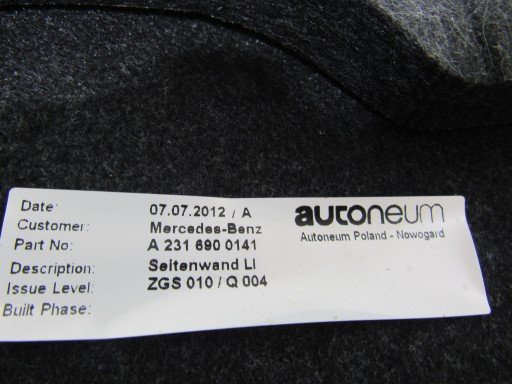 Date: 07.07.2012 / A
Customer: Mercedes-Benz
Part No: A 231 690 0141
Description: Seitenwand LI
Issue Level: ZGS 010 / Q 004
Built Phase:
autoneum
Autoneum Poland - Nowogard